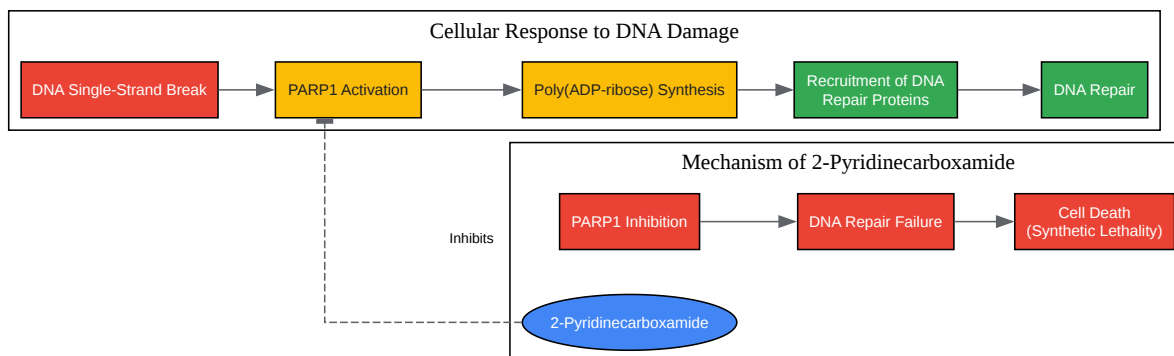 Cellular Response to DNA Damage
DNA Single-Strand Break
PARP1 Activation
Poly(ADP-ribose) Synthesis
Recruitment of DNA
Repair Proteins
DNA Repair
Mechanism of 2-Pyridinecarboxamide
PARP1 Inhibition
DNA Repair Failure
Cell Death
(Synthetic Lethality)
Inhibits
2-Pyridinecarboxamide